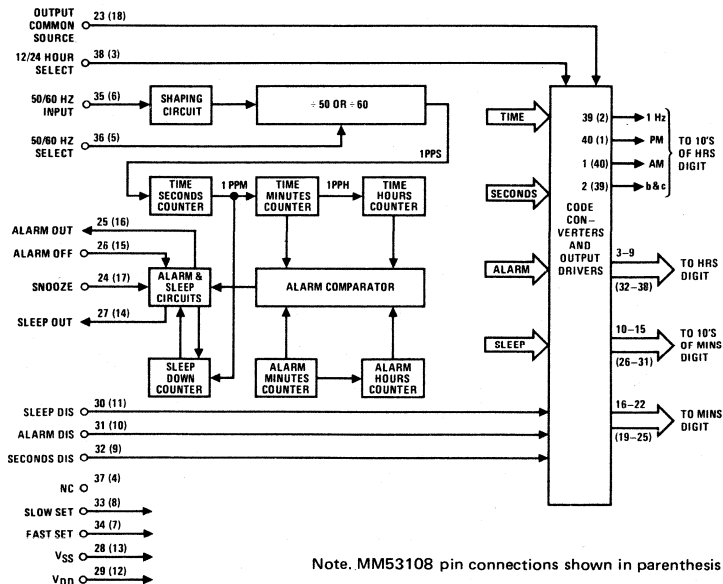 OUTPUT
COMMON
SOURCE
23 (18)
12/24 HOUR
SELECT
38 (3)
50/60 HZ
INPUT
35 (6)
SHAPING
CIRCUIT
÷ 50 OR ÷ 60
50/60 HZ
SELECT
36 (5)
1PPS
TIME
SECONDS
COUNTER
1 PPM
TIME
MINUTES
COUNTER
1PPH
TIME
HOURS
COUNTER
ALARM OUT
25 (16)
ALARM OFF
26 (15)
SNOOZE
24 (17)
SLEEP OUT
27 (14)
ALARM &
SLEEP
CIRCUITS
ALARM COMPARATOR
SLEEP
DOWN
COUNTER
ALARM
MINUTES
COUNTER
ALARM
HOURS
COUNTER
SLEEP DIS
30 (11)
ALARM DIS
31 (10)
SECONDS DIS
32 (9)
NC
37 (4)
SLOW SET
33 (8)
FAST SET
34 (7)
VSS
28 (13)
VDD
29 (12)
TIME
SECONDS
ALARM
SLEEP
39 (2)
1 Hz
40 (1)
PM
1 (40)
AM
2 (39)
b & c
TO 10'S
OF HRS
DIGIT
CODE
CON–
VERTERS
AND
OUTPUT
DRIVERS
3–9
(32–38)
TO HRS
DIGIT
10–15
(26–31)
TO 10'S
OF MINS
DIGIT
16–22
(19–25)
TO MINS
DIGIT
Note. MM53108 pin connections shown in parenthesis